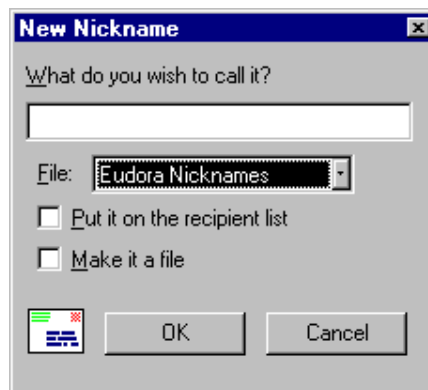 New Nickname
What do you wish to call it?
File: Eudora Nicknames
Put it on the recipient list
Make it a file
OK Cancel